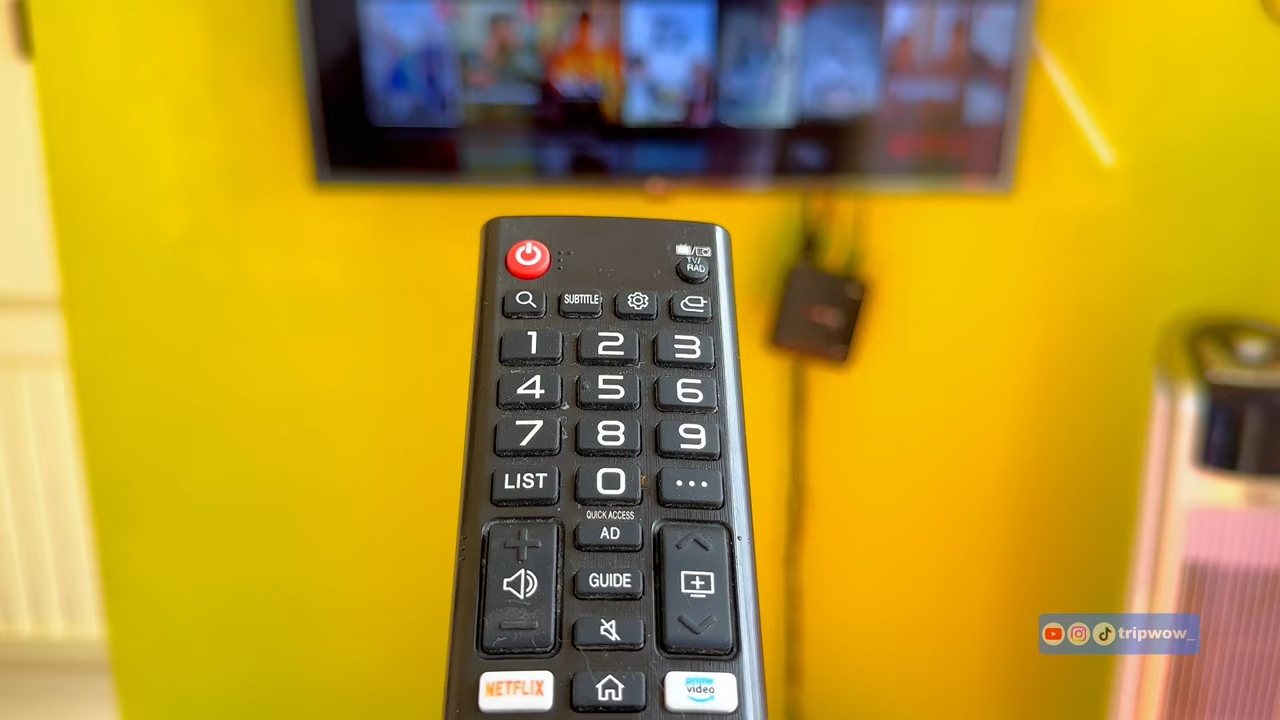 TV/
RAD
SUBTITLE
1 2 3
4 5 6
7 8 9
LIST 0 ...
QUICK ACCESS
AD
GUIDE
NETFLIX
prime
video
tripwow_